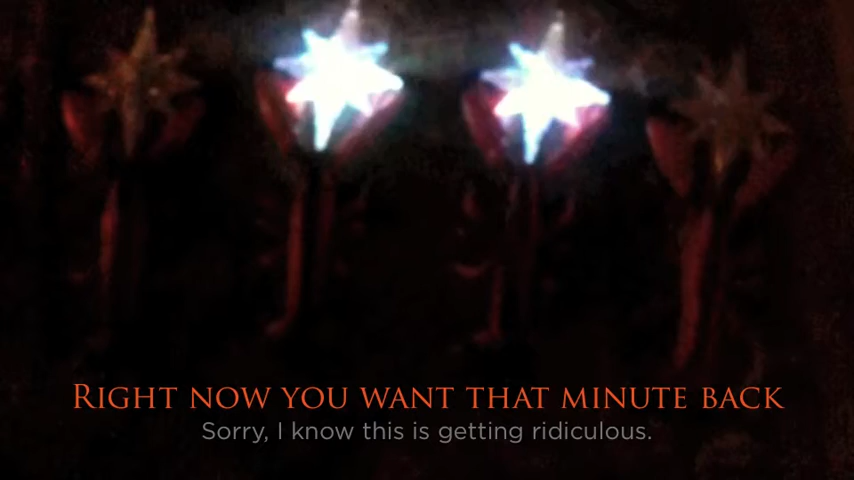 Right now you want that minute back
Sorry, I know this is getting ridiculous.